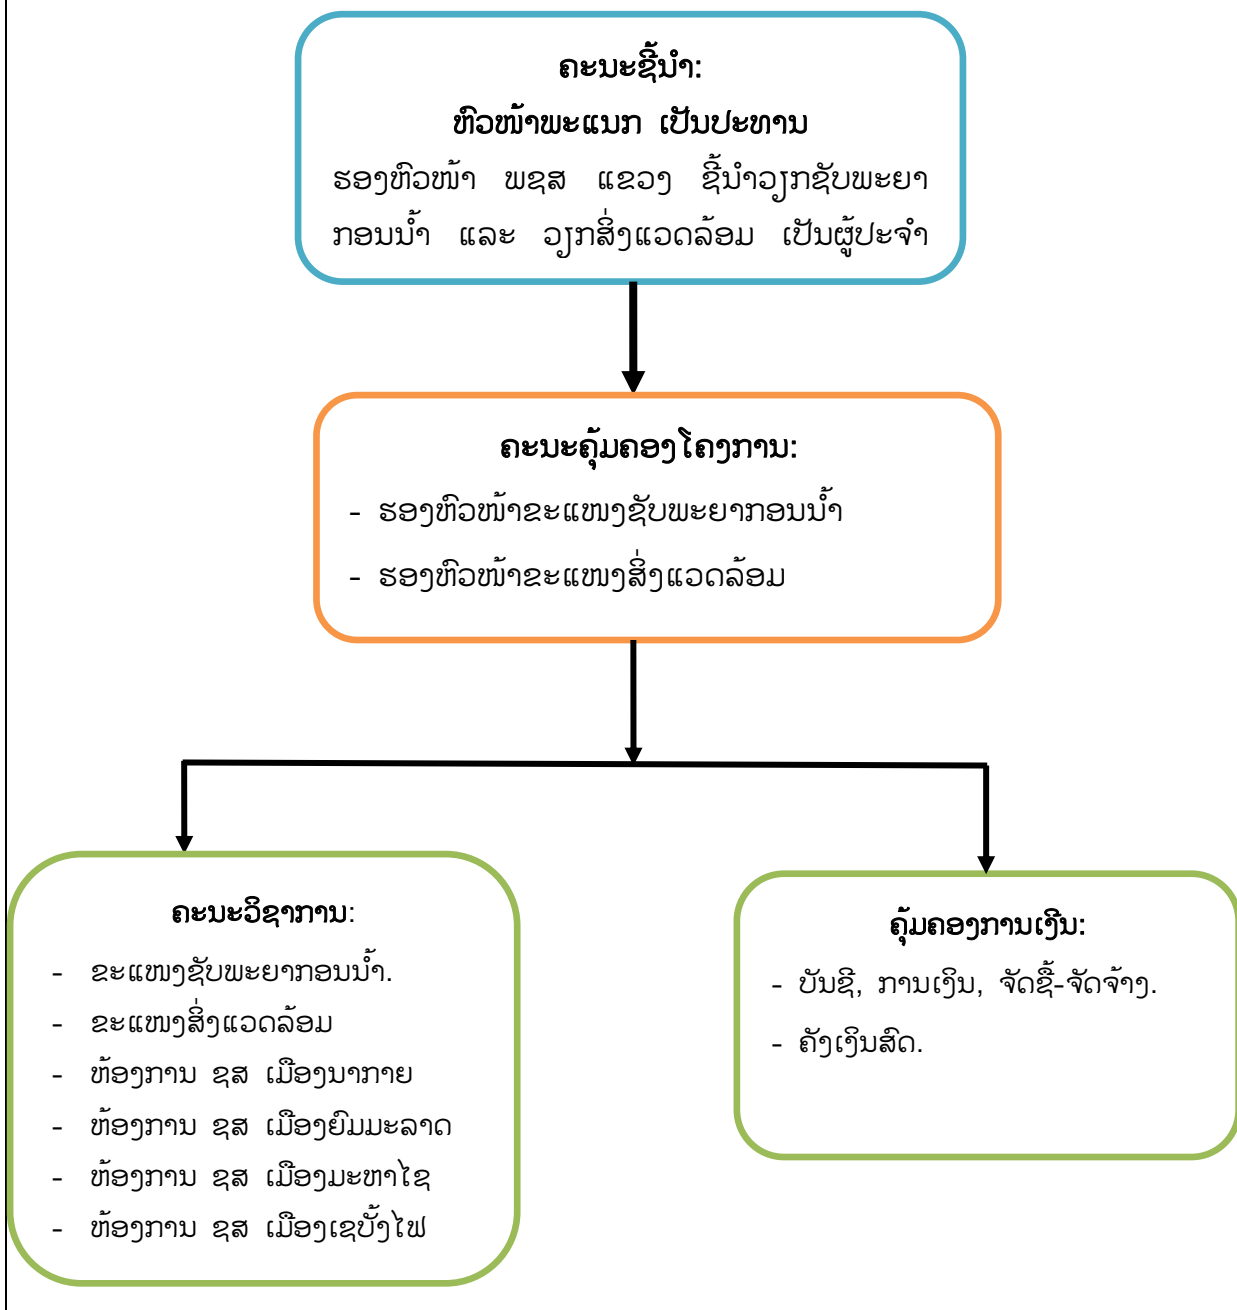 ຄະນະຊີ້ນຳ:
ຫົວໜ້າພະແນກ ເປັນປະທານ
ຮອງຫົວໜ້າ ພຊສ ແຂວງ ຊີ້ນຳວຽກຊັບພະຍາ
ກອນນ້ຳ ແລະ ວຽກສິ່ງແວດລ້ອມ ເປັນຜູ້ປະຈຳ
ຄະນະຄຸ້ມຄອງໂຄງການ:
- ຮອງຫົວໜ້າຂະແໜງຊັບພະຍາກອນນ້ຳ
- ຮອງຫົວໜ້າຂະແໜງສິ່ງແວດລ້ອມ
ຄະນະວິຊາການ:
- ຂະແໜງຊັບພະຍາກອນນ້ຳ.
- ຂະແໜງສິ່ງແວດລ້ອມ
- ຫ້ອງການ ຊສ ເມືອງນາກາຍ
- ຫ້ອງການ ຊສ ເມືອງຍົມມະລາດ
- ຫ້ອງການ ຊສ ເມືອງມະຫາໄຊ
- ຫ້ອງການ ຊສ ເມືອງເຊບັ້ງໄຟ
ຄຸ້ມຄອງການເງິນ:
- ບັນຊີ, ການເງິນ, ຈັດຊື້-ຈັດຈ້າງ.
- ຄັງເງິນສົດ.